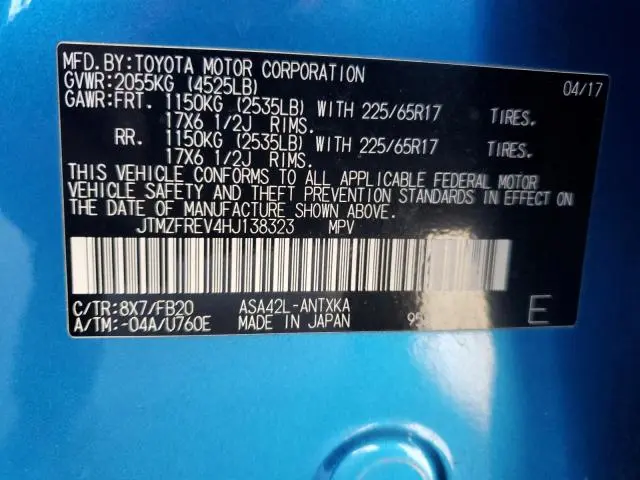 MFD.BY:TOYOTA MOTOR CORPORATION 04/17
GVWR:2055KG (4525LB)
GAWR:FRT. 1150KG (2535LB) WITH 225/65R17 TIRES.
17X6 1/2J RIMS.
RR. 1150KG (2535LB) WITH 225/65R17 TIRES.
17X6 1/2J RIMS.
THIS VEHICLE CONFORMS TO ALL APPLICABLE FEDERAL MOTOR
VEHICLE SAFETY AND THEFT PREVENTION STANDARDS IN EFFECT ON
THE DATE OF MANUFACTURE SHOWN ABOVE.
JTMZFREV4HJ138323 MPV
C/TR:8X7/FB20 ASA42L-ANTXKA
A/TM:-04A/U760E MADE IN JAPAN E